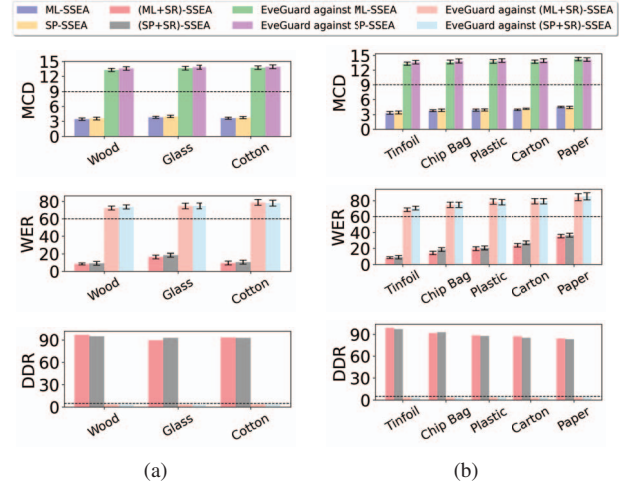 ML-SSEA (ML+SR)-SSEA EveGuard against ML-SSEA EveGuard against (ML+SR)-SSEA
SP-SSEA (SP+SR)-SSEA EveGuard against SP-SSEA EveGuard against (SP+SR)-SSEA
MCD
15
12
9
6
3
0
Wood Glass Cotton
MCD
15
12
9
6
3
0
Tinfoil Chip Bag Plastic Carton Paper
WER
80
60
40
20
0
Wood Glass Cotton
WER
80
60
40
20
0
Tinfoil Chip Bag Plastic Carton Paper
DDR
90
60
30
0
Wood Glass Cotton
DDR
90
60
30
0
Tinfoil Chip Bag Plastic Carton Paper
(a) (b)